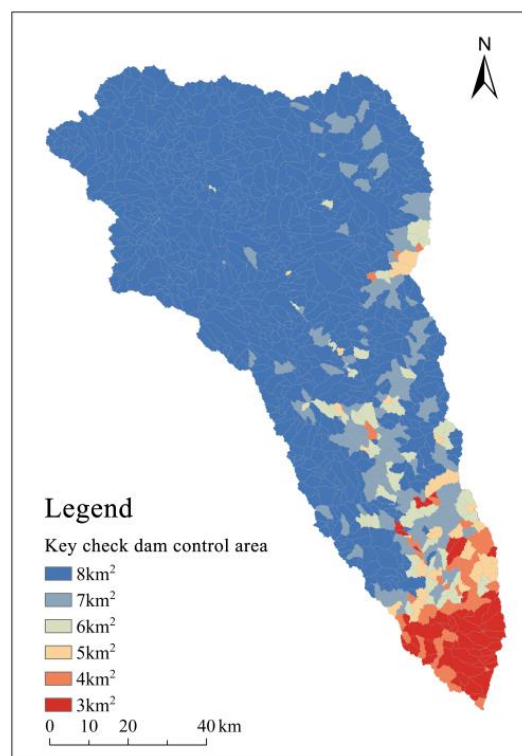 N
Legend
Key check dam control area
8km²
7km²
6km²
5km²
4km²
3km²
0 10 20 40 km